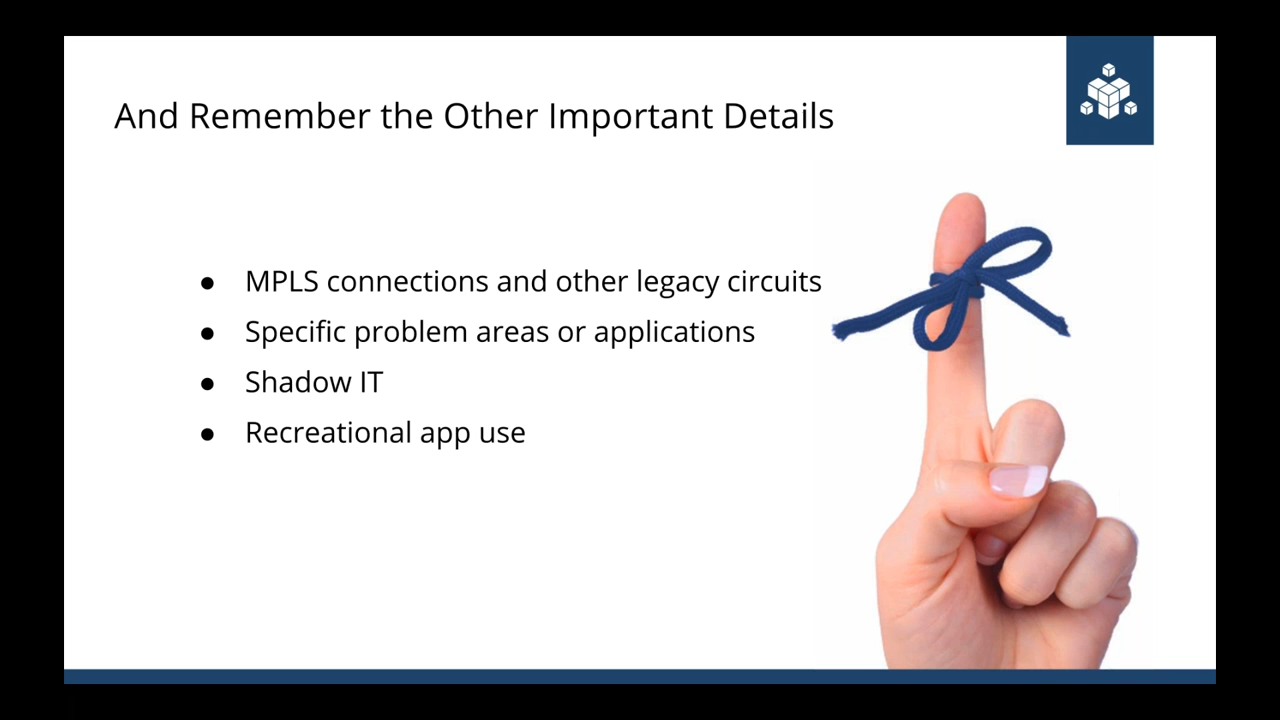 And Remember the Other Important Details
● MPLS connections and other legacy circuits
● Specific problem areas or applications
● Shadow IT
● Recreational app use